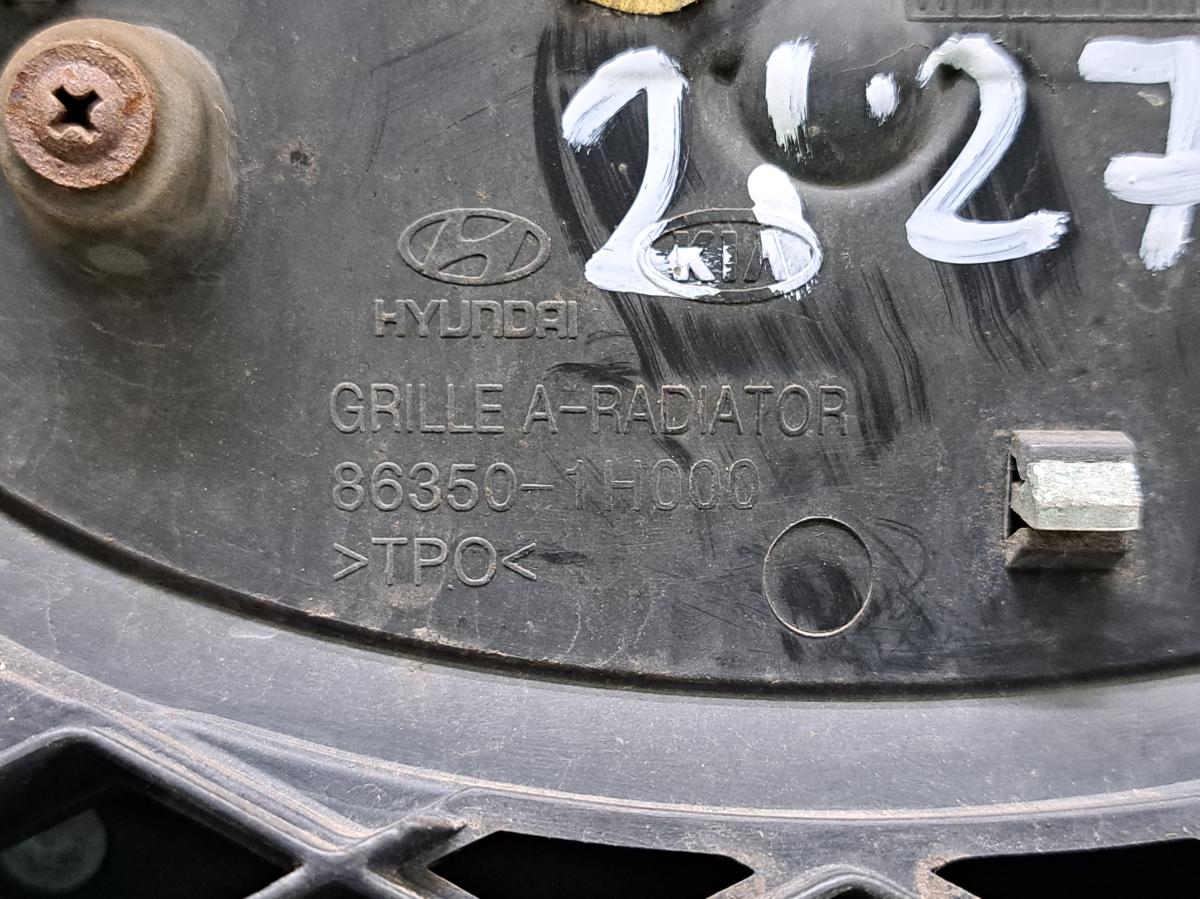 2'.27
KIA
HYUNDAI
GRILLE A-RADIATOR
86350-1H000
>TPO<